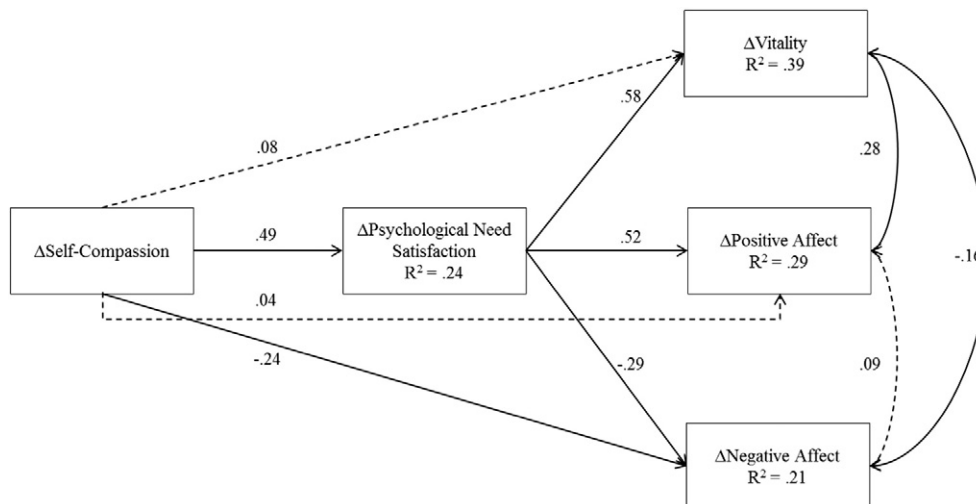 ΔVitality
R² = .39
.58
.08
.28
ΔSelf-Compassion
.49
ΔPsychological Need
Satisfaction
R² = .24
.52
ΔPositive Affect
R² = .29
-.16
.04
-.24
-.29
.09
ΔNegative Affect
R² = .21